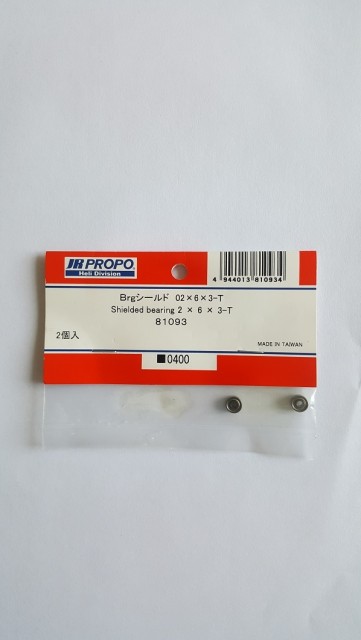 JR PROPO
Heli Division
4 944013 810934
Brgシールド 02×6×3-T
Shielded bearing 2 × 6 × 3-T
81093
2個入
MADE IN TAIWAN
■0400